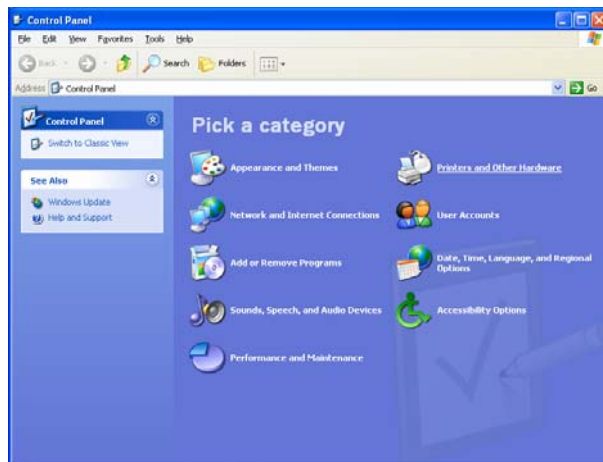 Control Panel
File Edit View Favorites Tools Help
Back Search Folders
Address Control Panel Go
Control Panel
Switch to Classic View
See Also
Windows Update
Help and Support
Pick a category
Appearance and Themes
Printers and Other Hardware
Network and Internet Connections
User Accounts
Add or Remove Programs
Date, Time, Language, and Regional
Options
Sounds, Speech, and Audio Devices
Accessibility Options
Performance and Maintenance